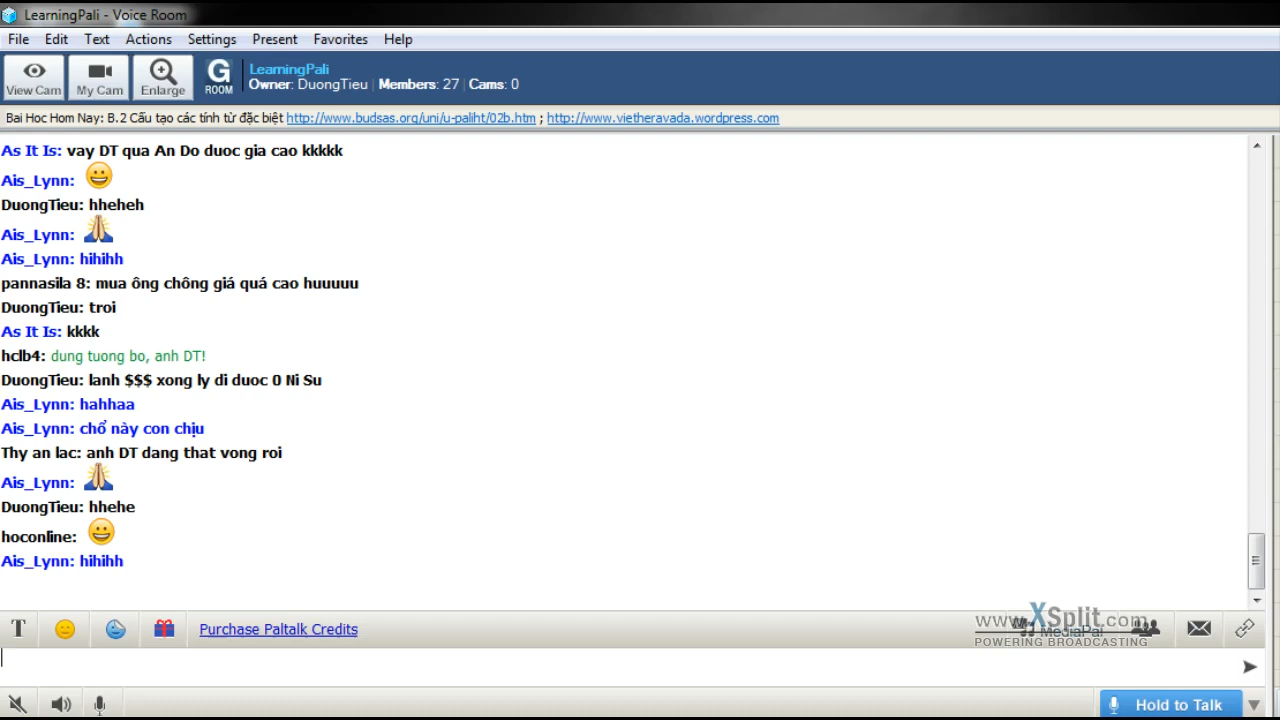 LearningPali - Voice Room
File Edit Text Actions Settings Present Favorites Help
View Cam My Cam Enlarge G ROOM
LearningPali
Owner: DuongTieu | Members: 27 | Cams: 0
Bai Hoc Hom Nay: B.2 Cấu tạo các tính từ đặc biệt http://www.budsas.org/uni/u-paliht/02b.htm ; http://www.vietheravada.wordpress.com
As It Is: vay DT qua An Do duoc gia cao kkkkk
Ais_Lynn:
DuongTieu: hheheh
Ais_Lynn:
Ais_Lynn: hihihh
pannasila 8: mua ông chông giá quá cao huuuuu
DuongTieu: troi
As It Is: kkkk
hclb4: dung tuong bo, anh DT!
DuongTieu: lanh $$$ xong ly di duoc 0 Ni Su
Ais_Lynn: hahhaa
Ais_Lynn: chổ này con chịu
Thy an lac: anh DT dang that vong roi
Ais_Lynn:
DuongTieu: hhehe
hoconline:
Ais_Lynn: hihihh
T Purchase Paltalk Credits
www.XSplit.com
MediaPal
POWERING BROADCASTING
Hold to Talk